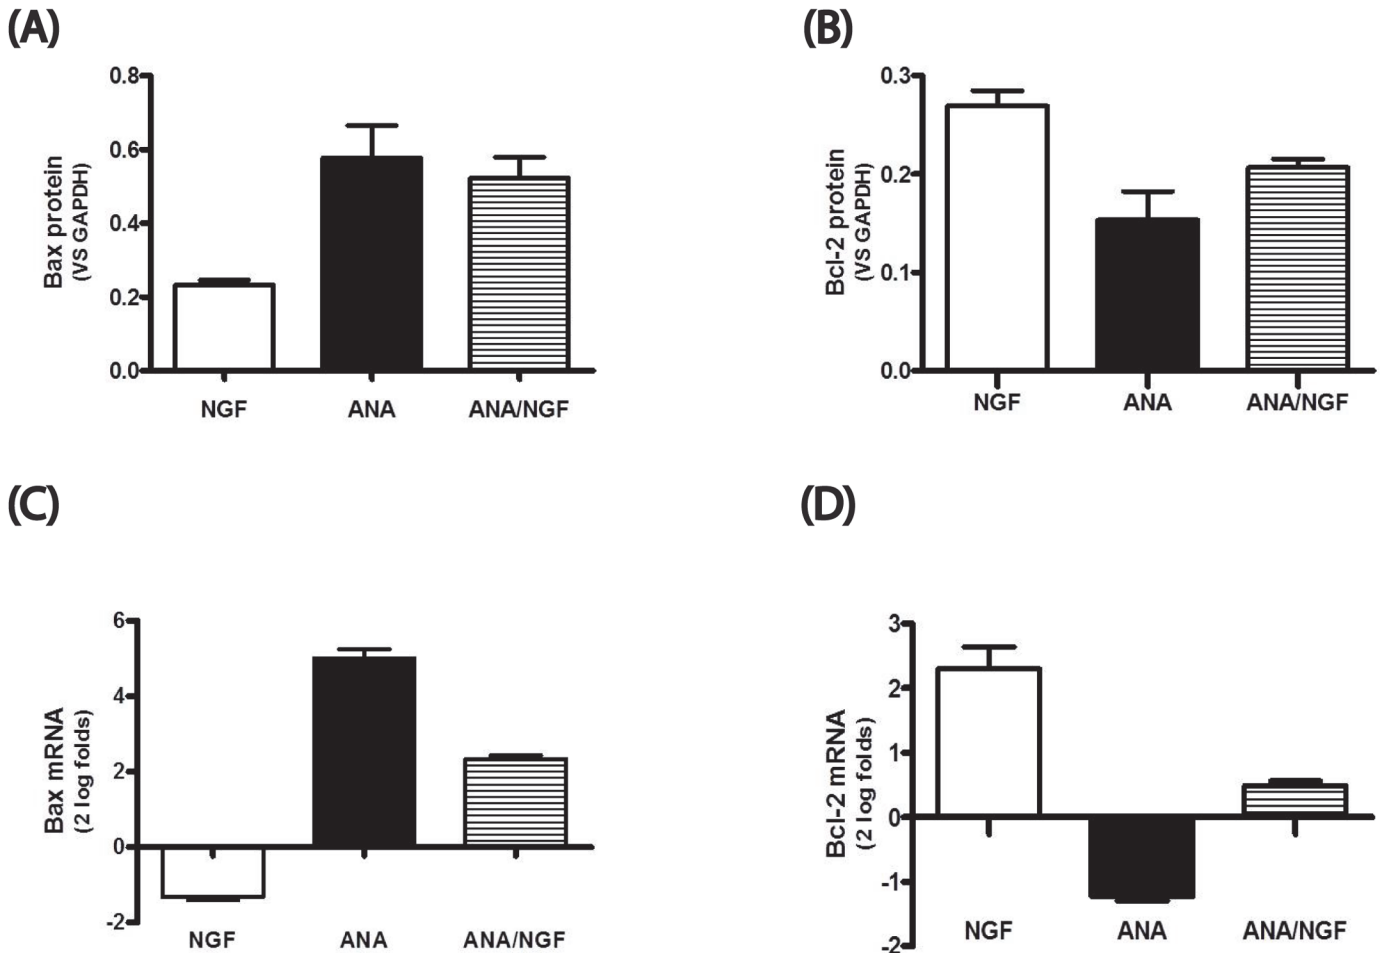 (A)
Bax protein
(VS GAPDH)
0.8
0.6
0.4
0.2
0.0
NGF
ANA
ANA/NGF
(B)
Bcl-2 protein
(VS GAPDH)
0.3
0.2
0.1
0.0
NGF
ANA
ANA/NGF
(C)
Bax mRNA
(2 log folds)
6
4
2
0
-2
NGF
ANA
ANA/NGF
(D)
Bcl-2 mRNA
(2 log folds)
3
2
1
0
-1
-2
NGF
ANA
ANA/NGF